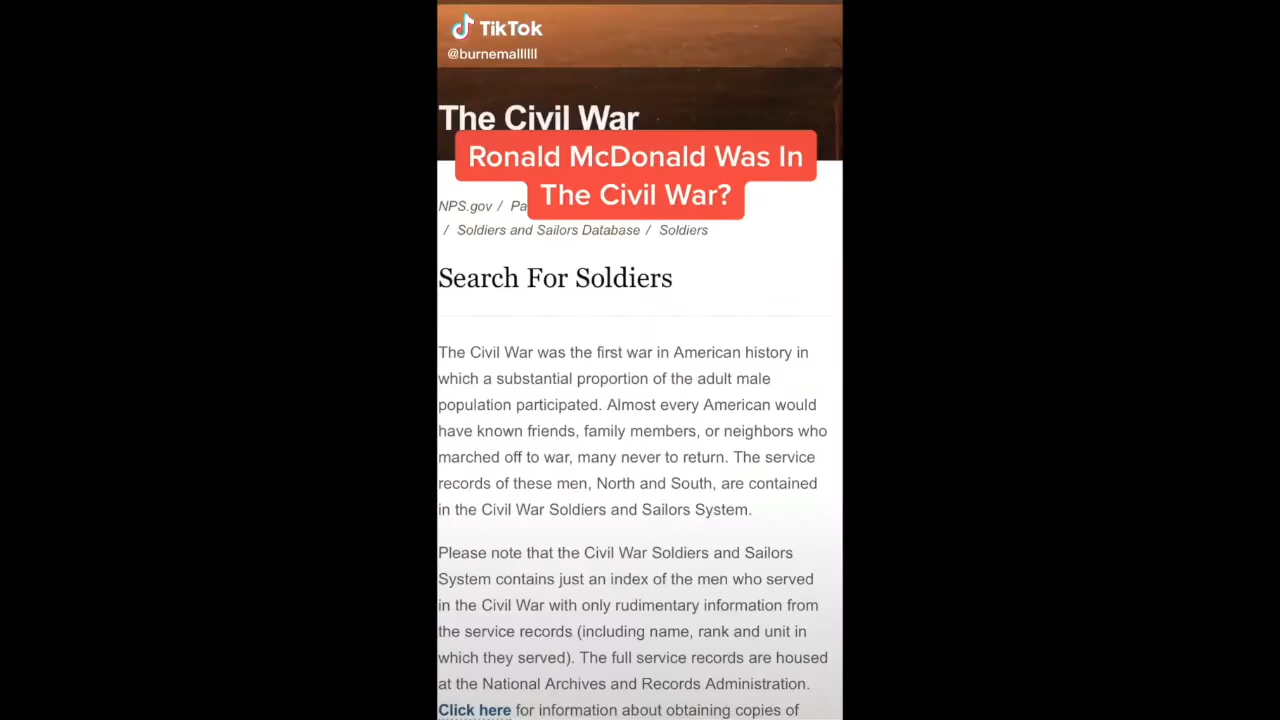 TikTok
@burnemallllll
The Civil War
Ronald McDonald Was In
The Civil War?
NPS.gov / Pa
/ Soldiers and Sailors Database / Soldiers
Search For Soldiers
The Civil War was the first war in American history in
which a substantial proportion of the adult male
population participated. Almost every American would
have known friends, family members, or neighbors who
marched off to war, many never to return. The service
records of these men, North and South, are contained
in the Civil War Soldiers and Sailors System.
Please note that the Civil War Soldiers and Sailors
System contains just an index of the men who served
in the Civil War with only rudimentary information from
the service records (including name, rank and unit in
which they served). The full service records are housed
at the National Archives and Records Administration.
Click here for information about obtaining copies of